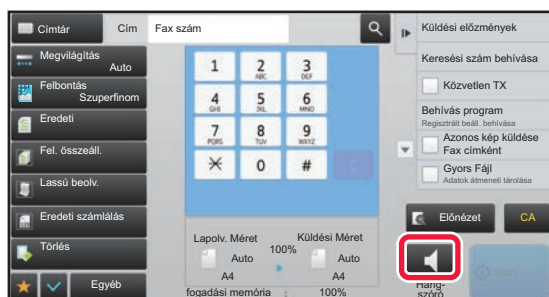 Címtár
Cím
Fax szám
Megvilágítás
Auto
Felbontás
Szuperfinom
Eredeti
Fel. összeáll.
Lassú beolv.
Eredeti számlálás
Törlés
Egyéb
1
2
ABC
3
DEF
4
GHI
5
JKL
6
MNO
7
PQRS
8
TUV
9
WXYZ
0
#
C
Lapolv. Méret
Küldési Méret
100%
Auto
Auto
A4
A4
fogadási memória : 100%
Küldési előzmények
Keresési szám behívása
Közvetlen TX
Behívás program
Regisztrált beáll. behívása
Azonos kép küldése
Fax címként
Gyors Fájl
Adatok átmeneti tárolása
Előnézet
CA
Hang-
szóró
Start